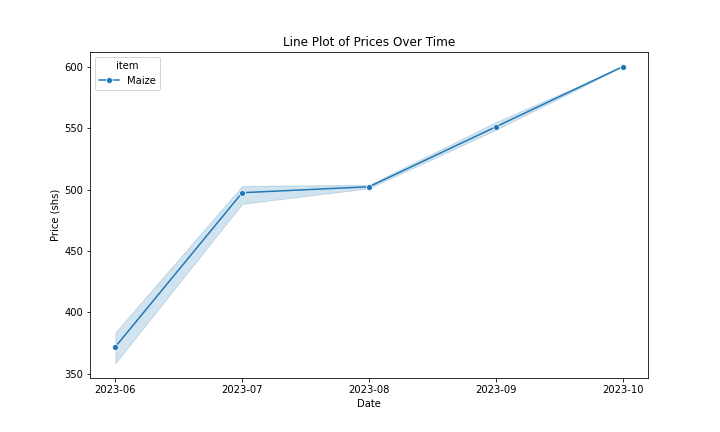 Line Plot of Prices Over Time
item
Maize
600
550
500
450
400
350
Price (shs)
2023-06 2023-07 2023-08 2023-09 2023-10
Date